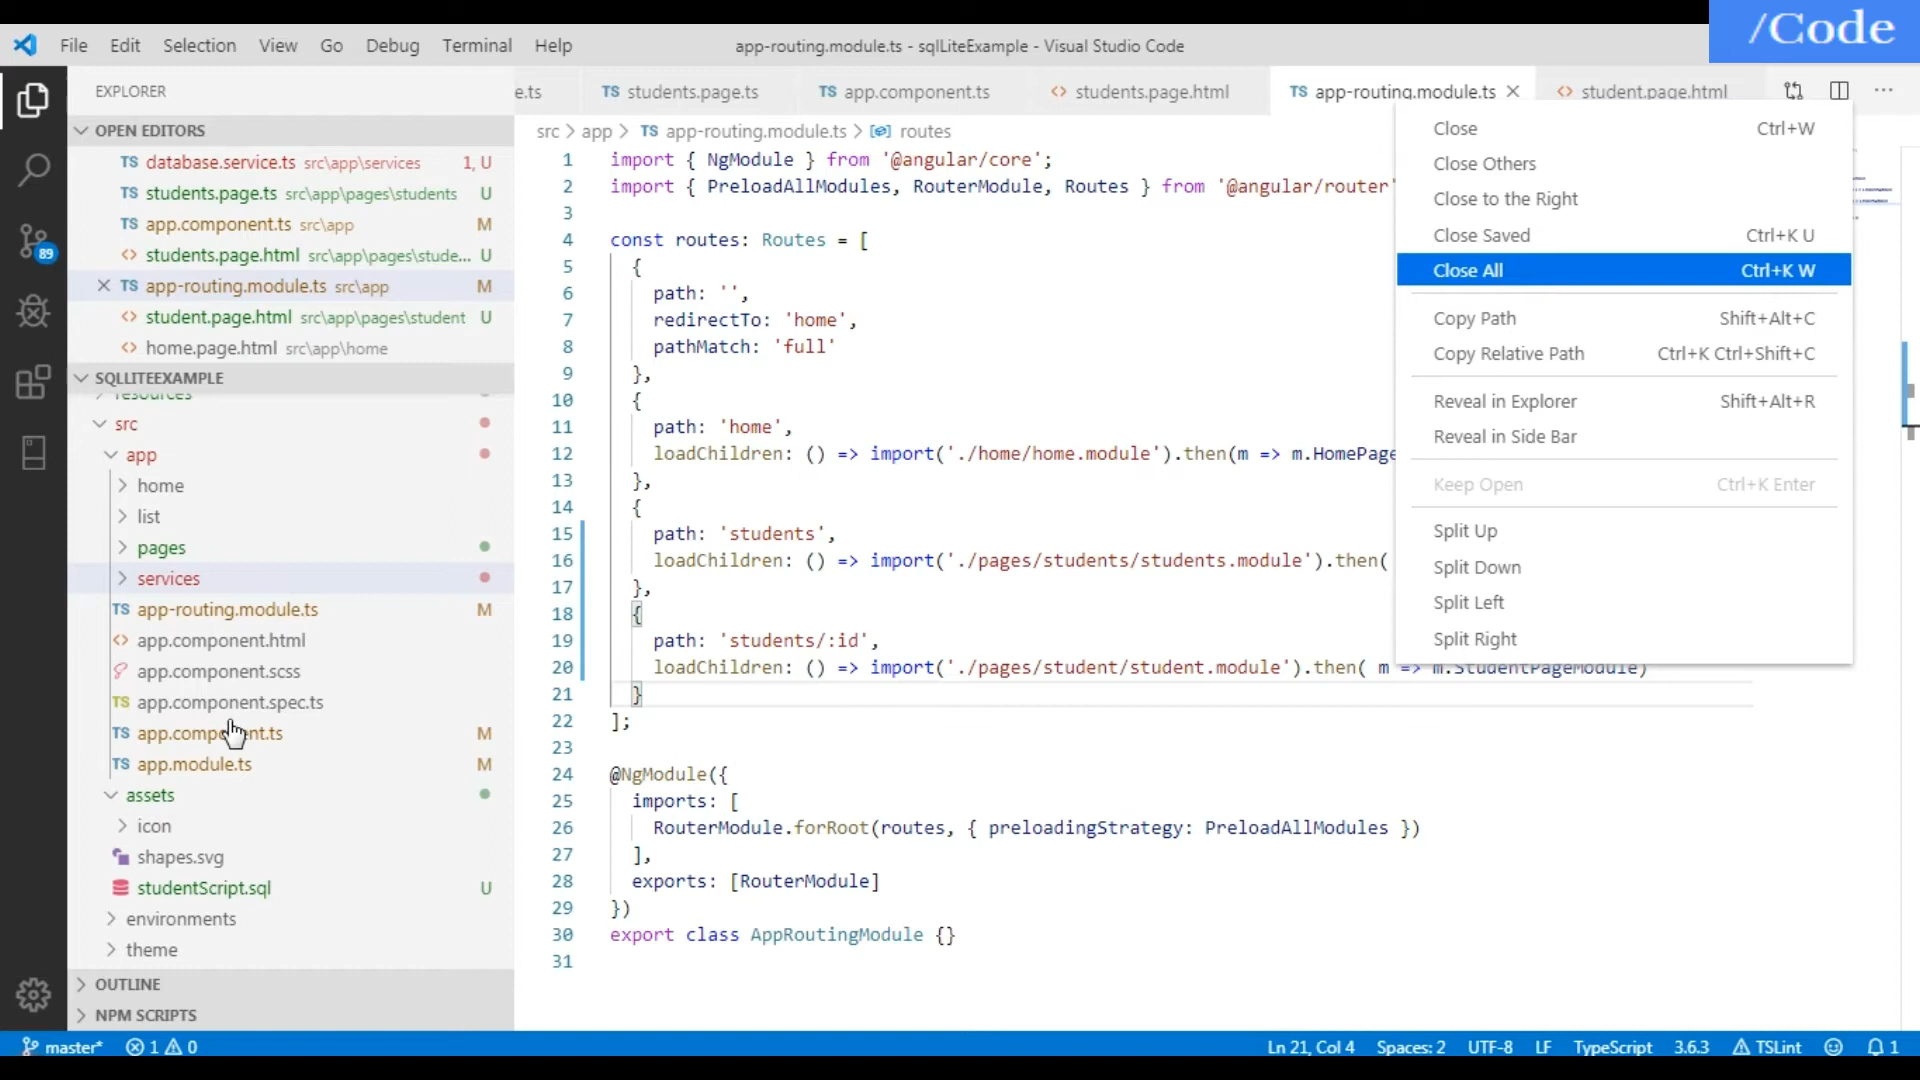 /Code
File Edit Selection View Go Debug Terminal Help
app-routing.module.ts - sqlLiteExample - Visual Studio Code
EXPLORER
e.ts
TS students.page.ts
TS app.component.ts
<> students.page.html
TS app-routing.module.ts
<> student.page.html
OPEN EDITORS
TS database.service.ts src\app\services 1, U
TS students.page.ts src\app\pages\students U
TS app.component.ts src\app M
<> students.page.html src\app\pages\stude... U
TS app-routing.module.ts src\app M
<> student.page.html src\app\pages\student U
<> home.page.html src\app\home
SQLLITEEXAMPLE
resources
src
app
home
list
pages
services
TS app-routing.module.ts M
<> app.component.html
app.component.scss
TS app.component.spec.ts
TS app.component.ts M
TS app.module.ts M
assets
icon
shapes.svg
studentScript.sql U
environments
theme
OUTLINE
NPM SCRIPTS
89
src > app > TS app-routing.module.ts > routes
1 import { NgModule } from '@angular/core';
2 import { PreloadAllModules, RouterModule, Routes } from '@angular/router'
3
4 const routes: Routes = [
5 {
6 path: '',
7 redirectTo: 'home',
8 pathMatch: 'full'
9 },
10 {
11 path: 'home',
12 loadChildren: () => import('./home/home.module').then(m => m.HomePage
13 },
14 {
15 path: 'students',
16 loadChildren: () => import('./pages/students/students.module').then(
17 },
18 {
19 path: 'students/:id',
20 loadChildren: () => import('./pages/student/student.module').then( m => m.StudentPageModule)
21 }
22 ];
23
24 @NgModule({
25 imports: [
26 RouterModule.forRoot(routes, { preloadingStrategy: PreloadAllModules })
27 ],
28 exports: [RouterModule]
29 })
30 export class AppRoutingModule {}
31
Close Ctrl+W
Close Others
Close to the Right
Close Saved Ctrl+K U
Close All Ctrl+K W
Copy Path Shift+Alt+C
Copy Relative Path Ctrl+K Ctrl+Shift+C
Reveal in Explorer Shift+Alt+R
Reveal in Side Bar
Keep Open Ctrl+K Enter
Split Up
Split Down
Split Left
Split Right
master* 1 0
Ln 21, Col 4 Spaces: 2 UTF-8 LF TypeScript 3.6.3 TSLint 1